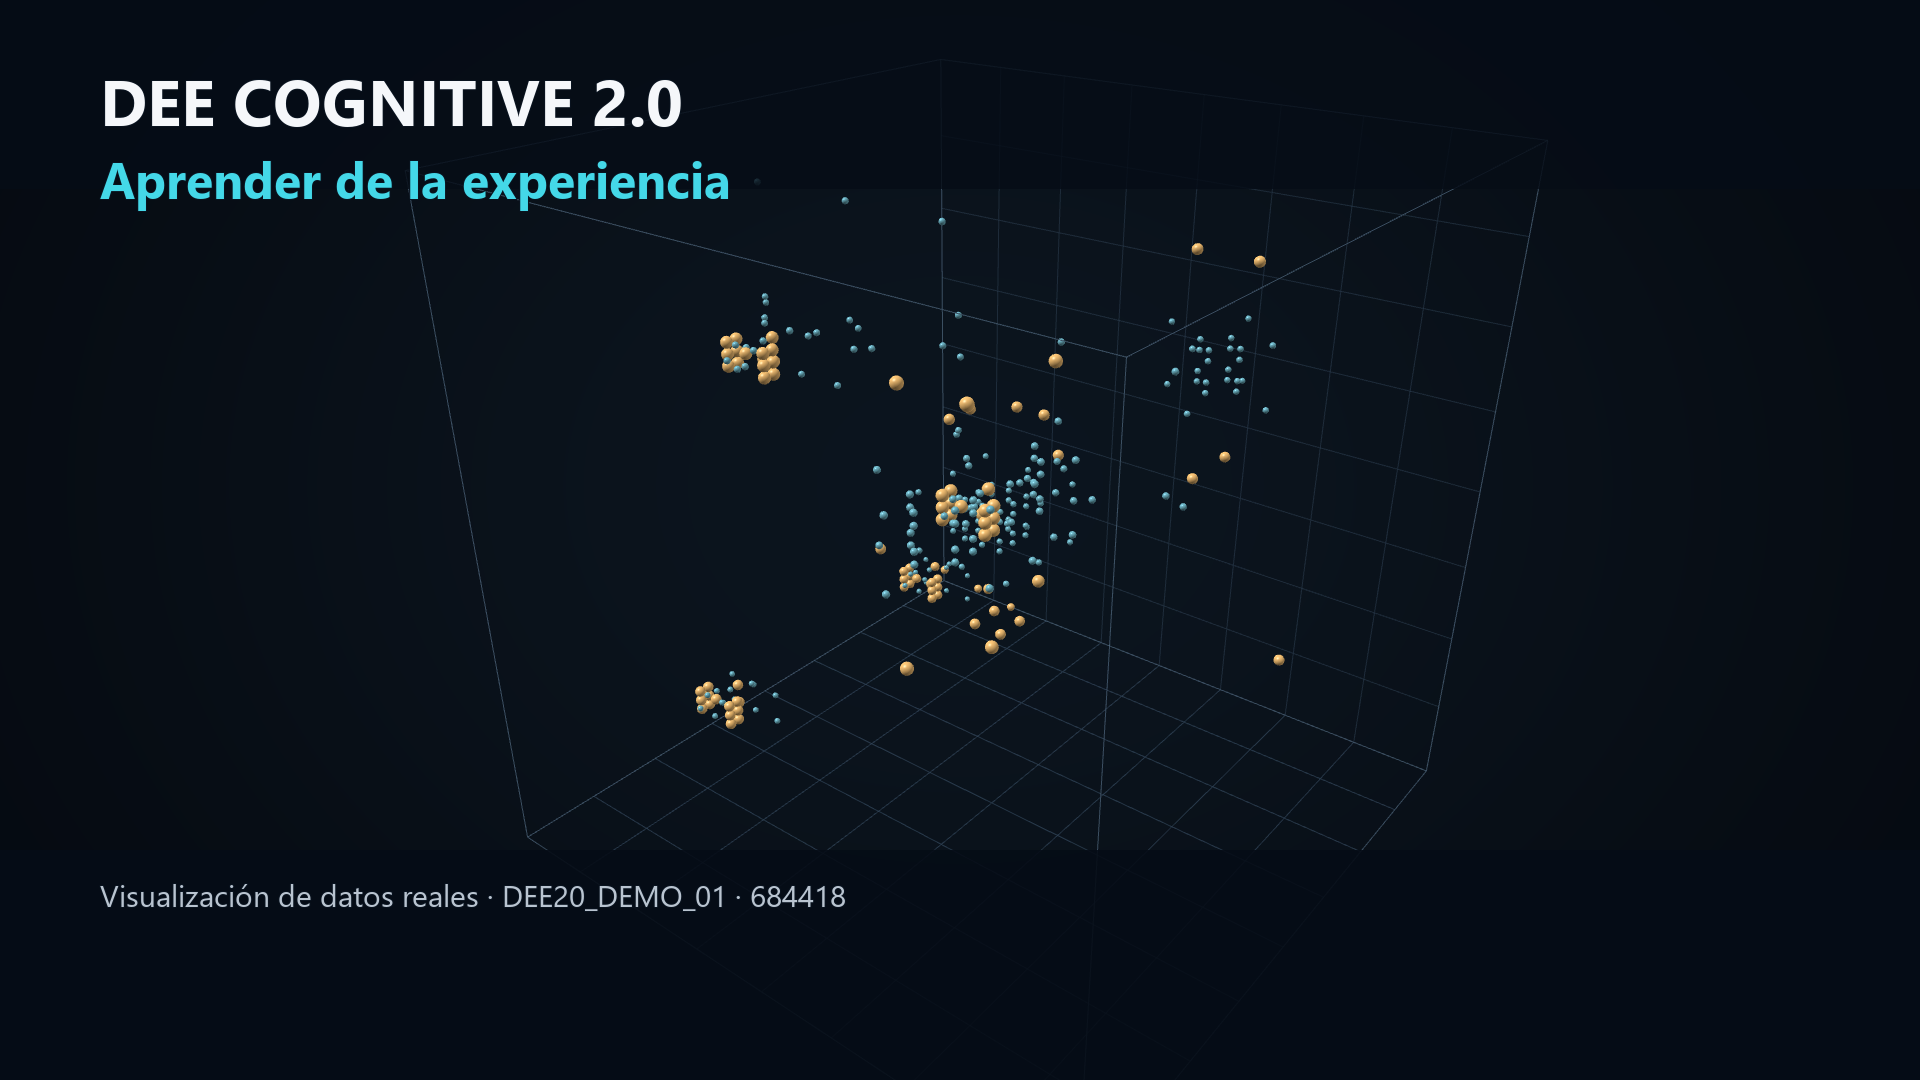 DEE COGNITIVE 2.0
Aprender de la experiencia
Visualización de datos reales · DEE20_DEMO_01 · 684418